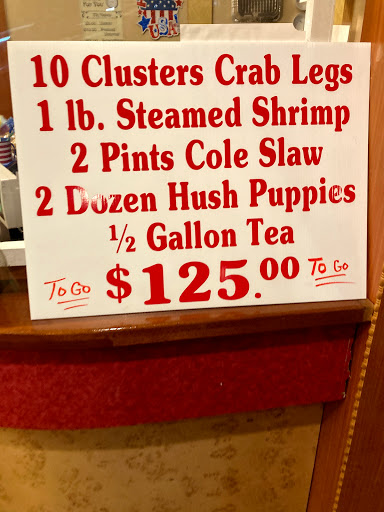 10 Clusters Crab Legs
1 lb. Steamed Shrimp
2 Pints Cole Slaw
2 Dozen Hush Puppies
½ Gallon Tea
To Go $125.00 To Go